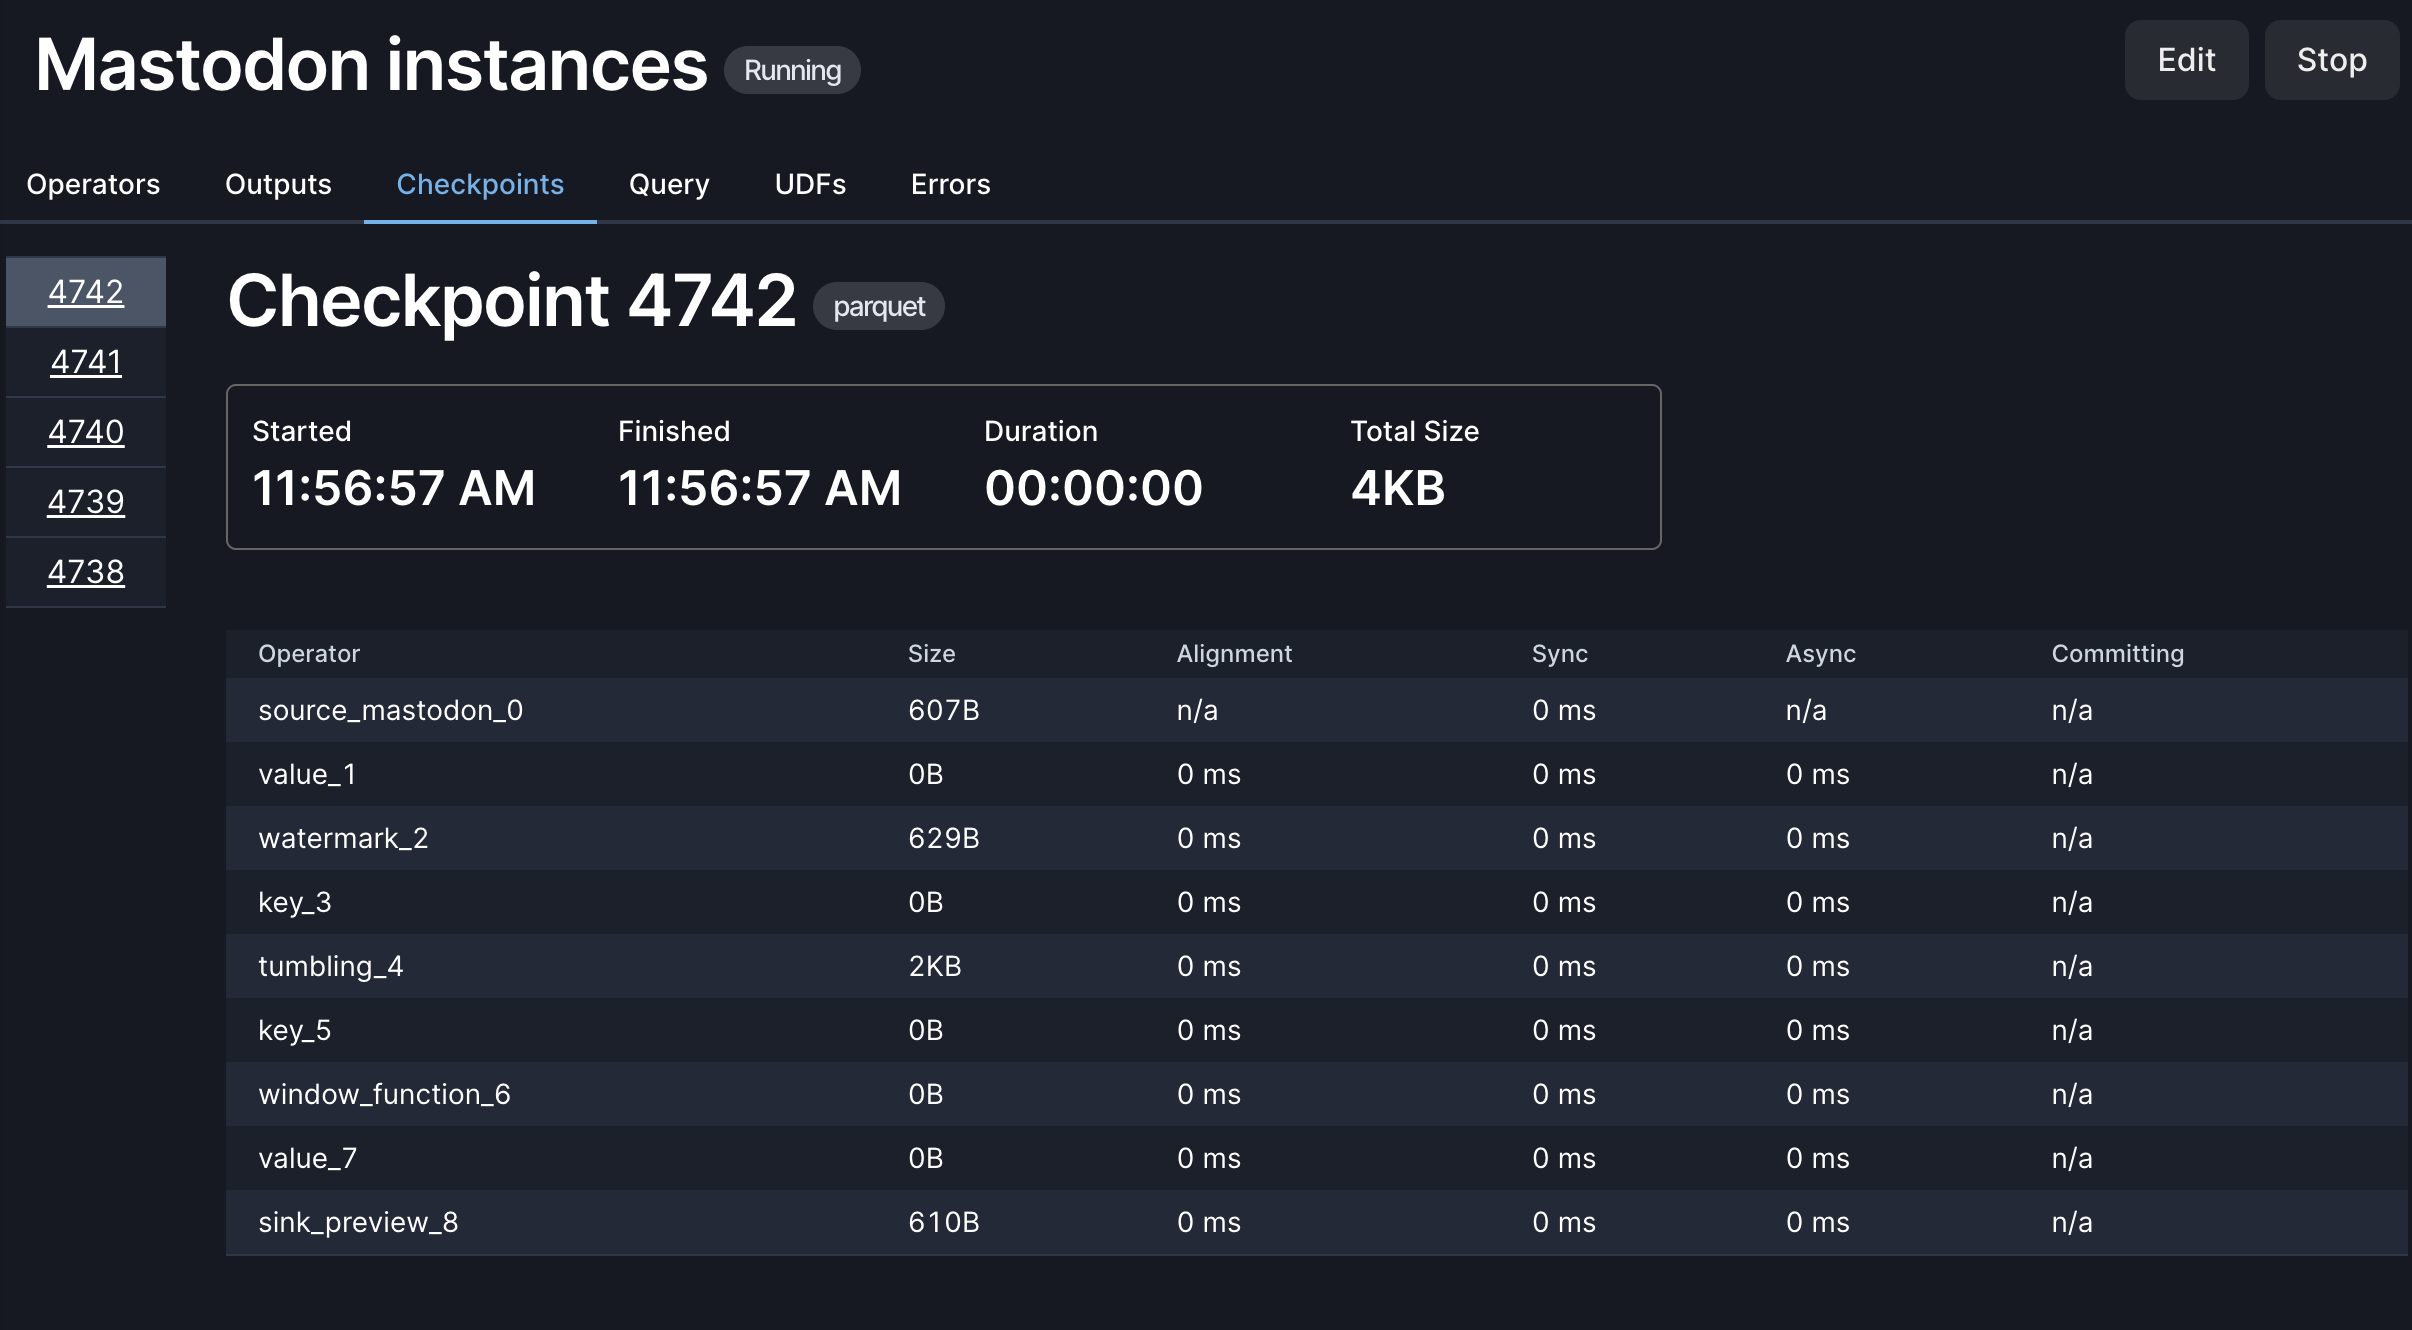 Mastodon instances Running Edit Stop
Operators Outputs Checkpoints Query UDFs Errors
4742
4741
4740
4739
4738
Checkpoint 4742 parquet
Started Finished Duration Total Size
11:56:57 AM 11:56:57 AM 00:00:00 4KB
Operator Size Alignment Sync Async Committing
source_mastodon_0 607B n/a 0 ms n/a n/a
value_1 0B 0 ms 0 ms 0 ms n/a
watermark_2 629B 0 ms 0 ms 0 ms n/a
key_3 0B 0 ms 0 ms 0 ms n/a
tumbling_4 2KB 0 ms 0 ms 0 ms n/a
key_5 0B 0 ms 0 ms 0 ms n/a
window_function_6 0B 0 ms 0 ms 0 ms n/a
value_7 0B 0 ms 0 ms 0 ms n/a
sink_preview_8 610B 0 ms 0 ms 0 ms n/a